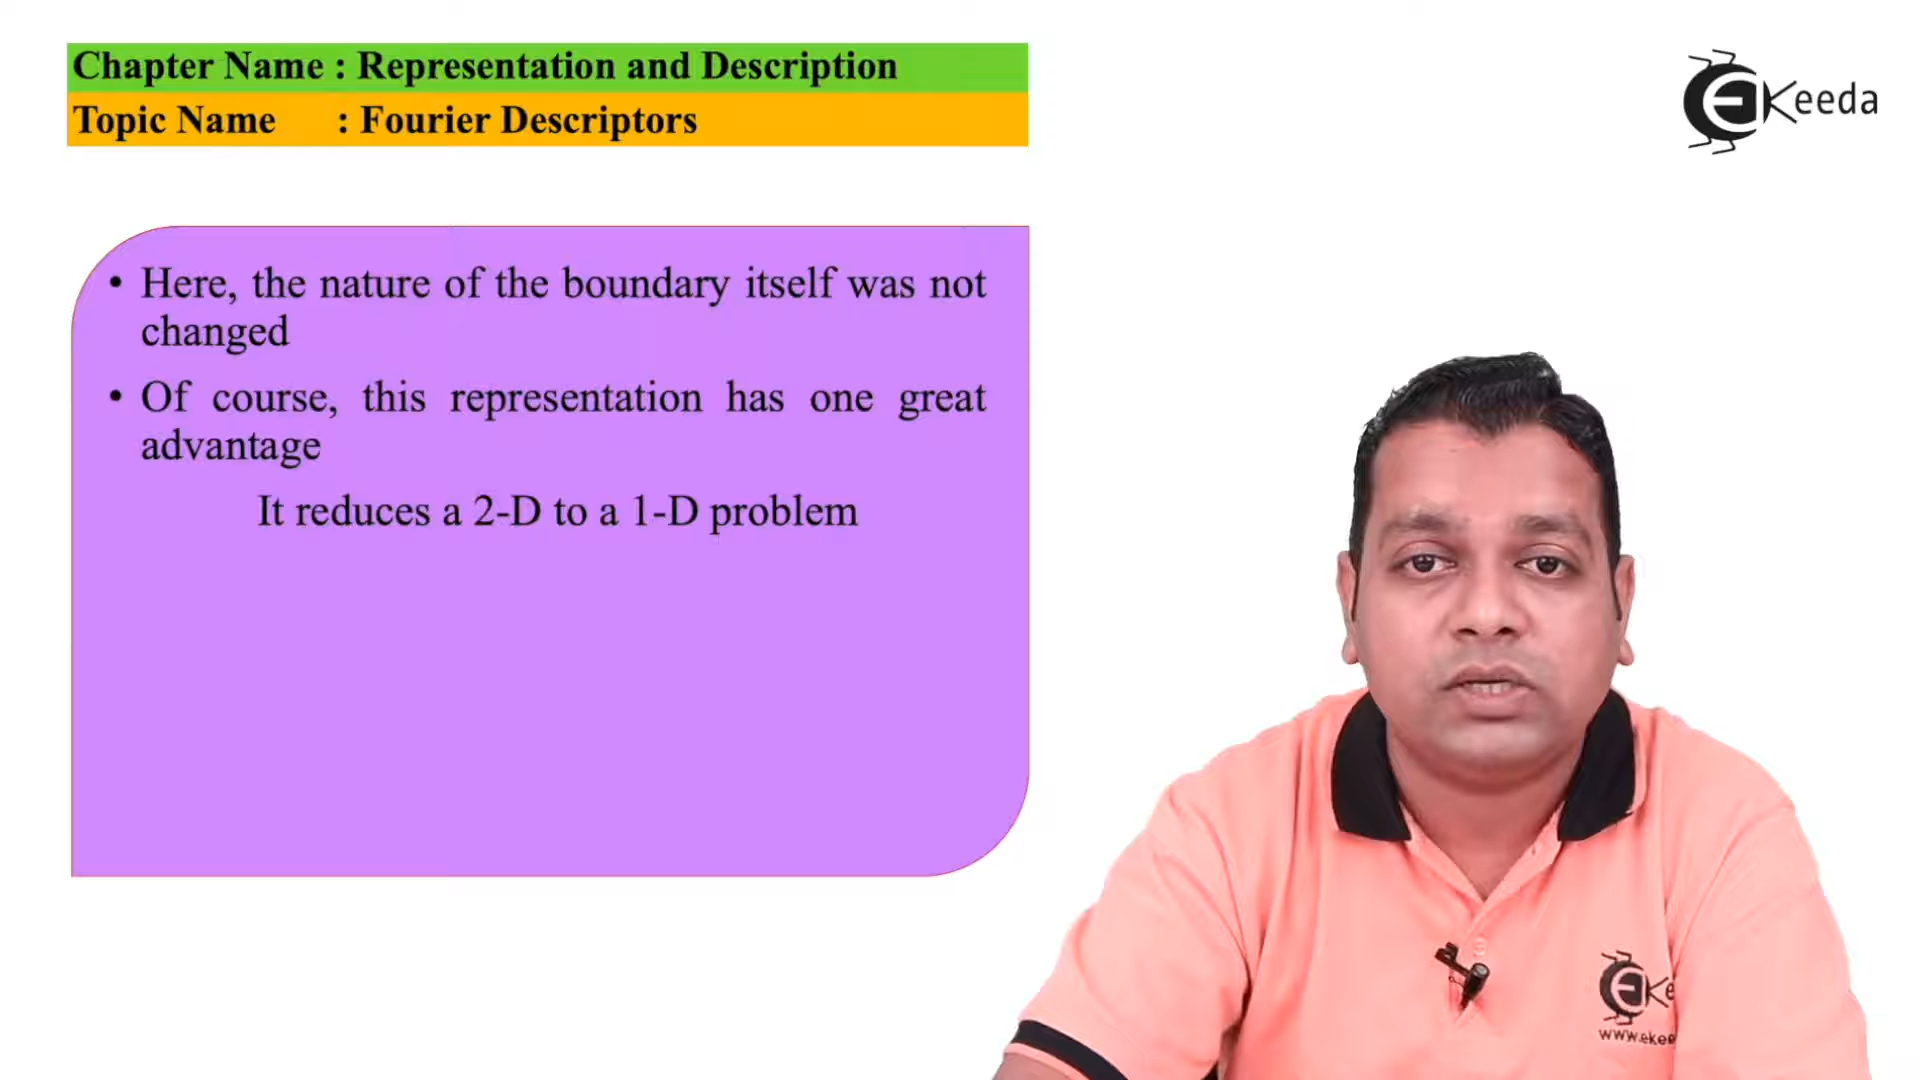 Chapter Name : Representation and Description
Topic Name : Fourier Descriptors
Keeda
• Here, the nature of the boundary itself was not
changed
• Of course, this representation has one great
advantage
It reduces a 2-D to a 1-D problem